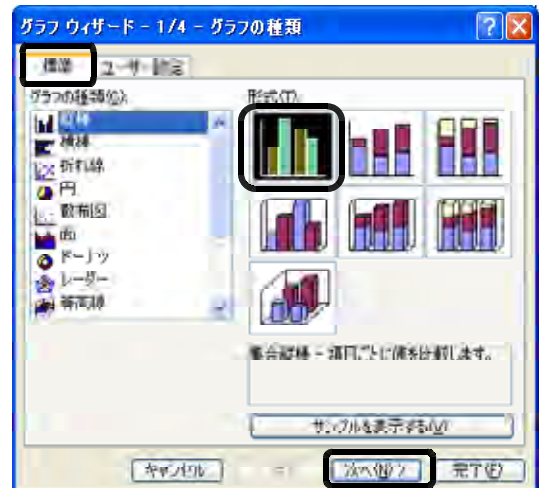 グラフ ウィザード - 1/4 - グラフの種類
標準 ユーザー設定
グラフの種類(C): 形式(T):
縦棒
横棒
折れ線
円
散布図
面
ドーナツ
レーダー
等高線
集合縦棒 - 項目ごとに値を比較します。
サンプルを表示する(V)
キャンセル 次へ(N) > 完了(F)